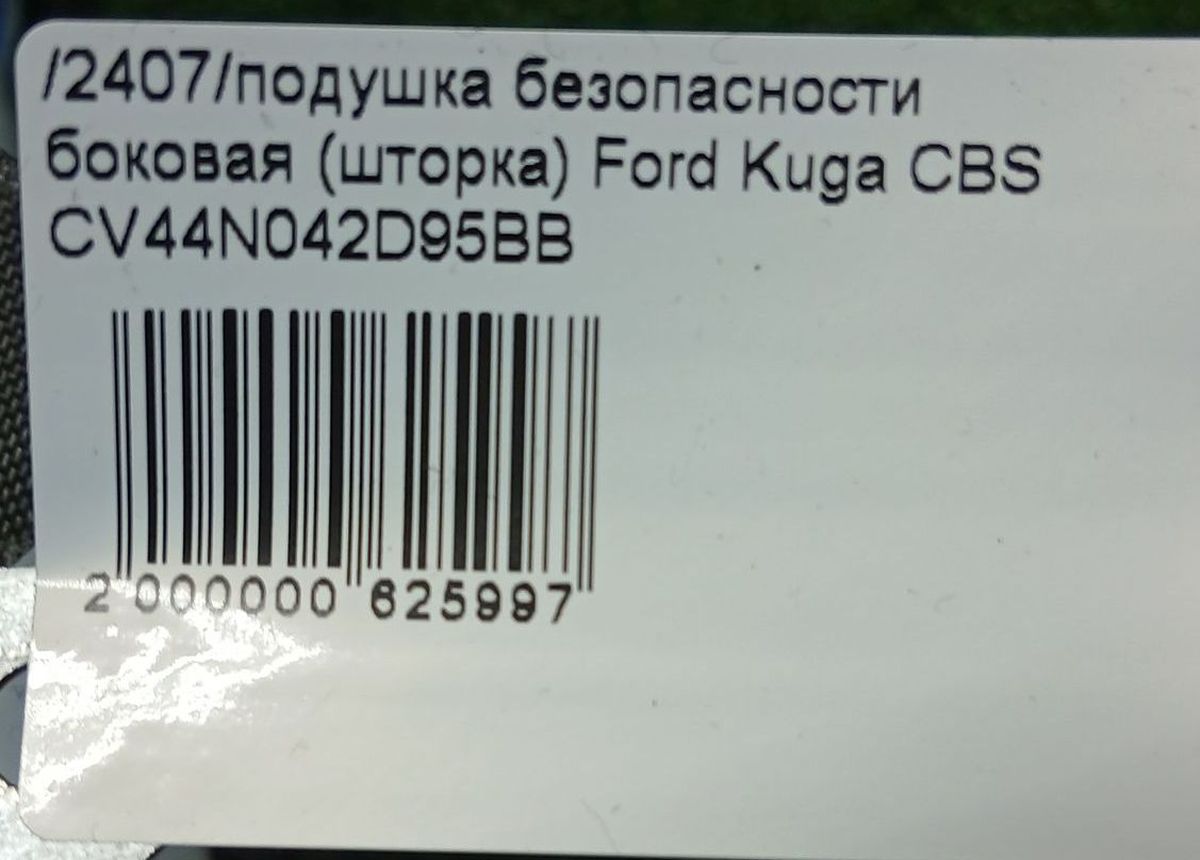 /2407/подушка безопасности
боковая (шторка) Ford Kuga CBS
CV44N042D95BB
2 000000 625997